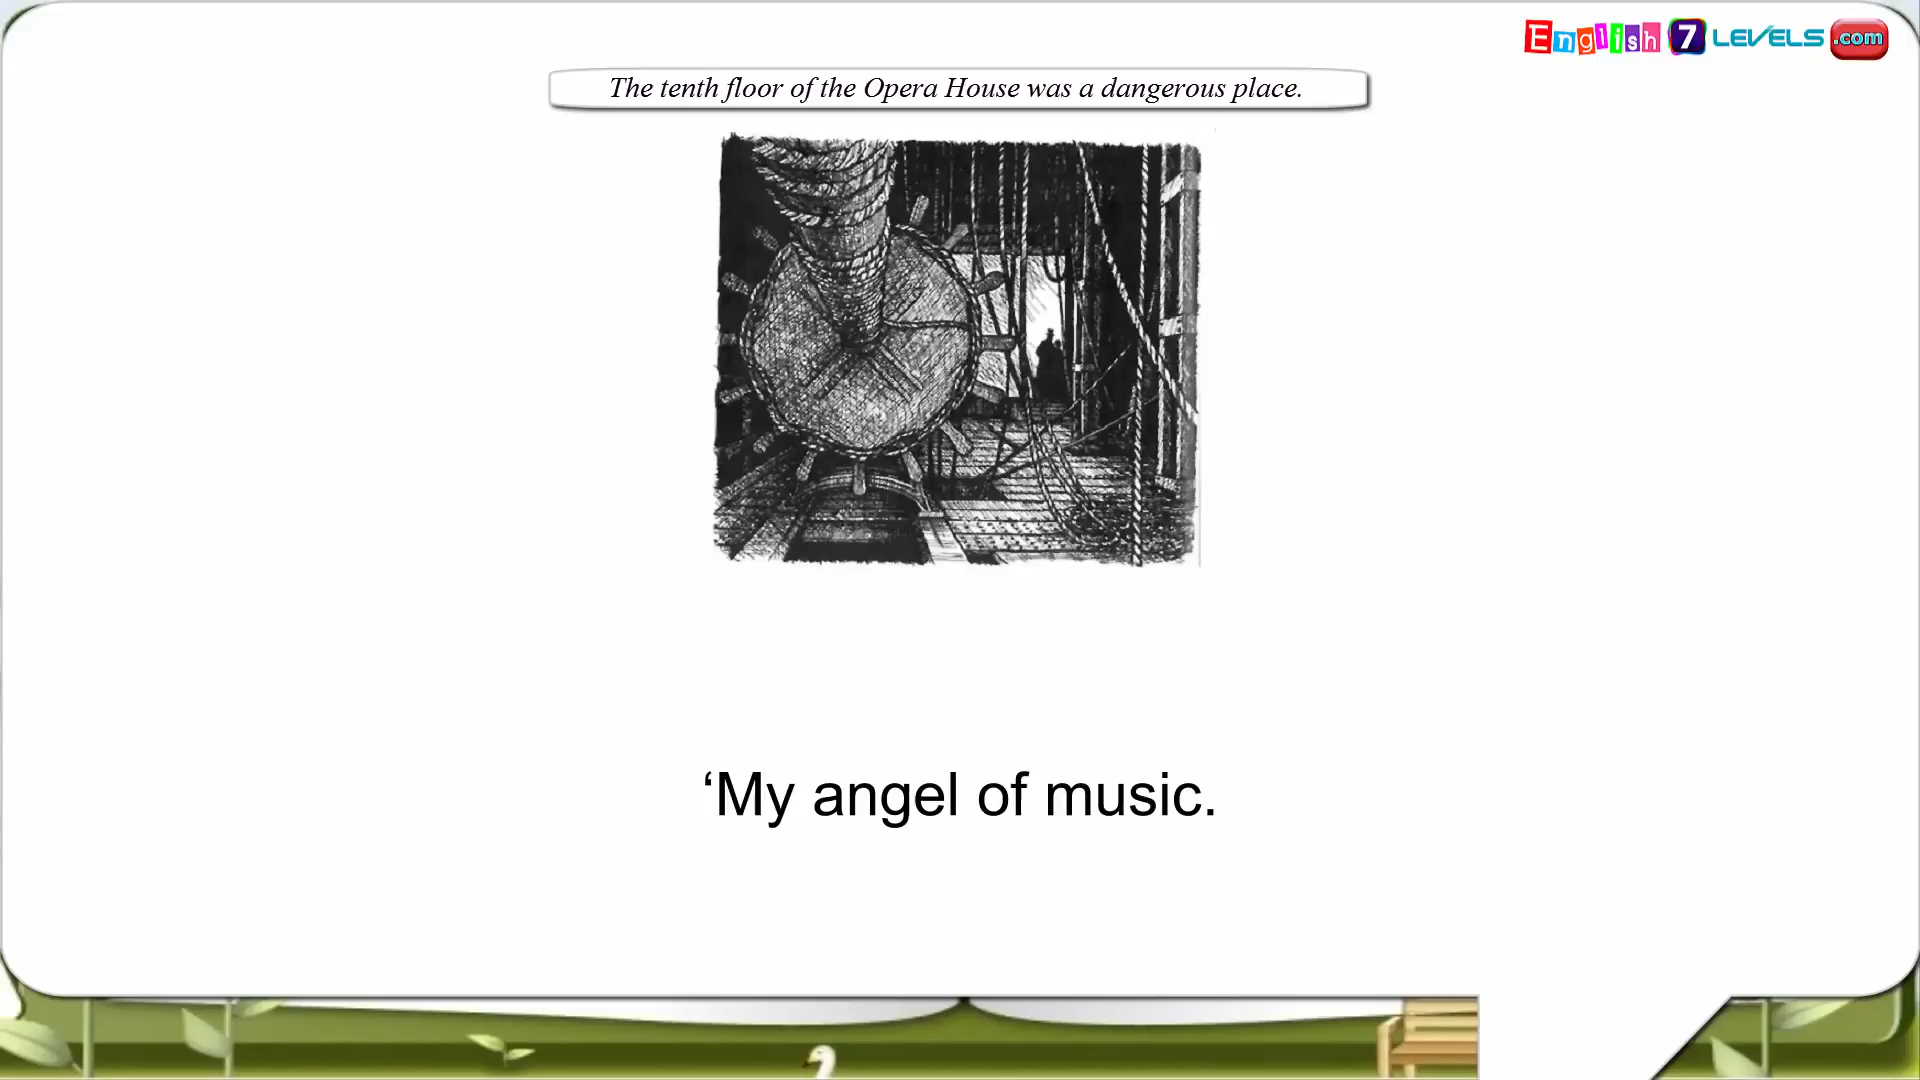 English 7 LEVELS .com
The tenth floor of the Opera House was a dangerous place.
‘My angel of music.